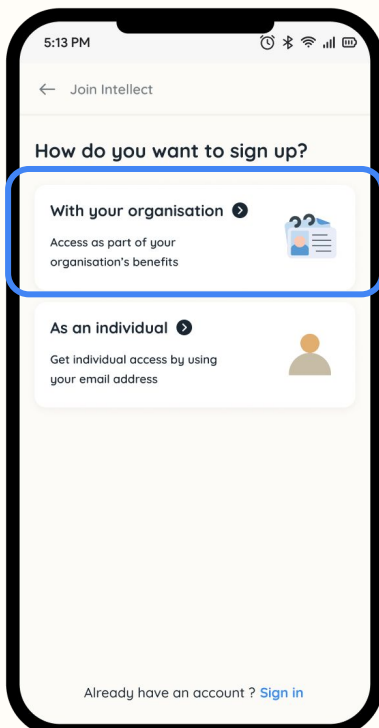 5:13 PM
Join Intellect
How do you want to sign up?
With your organisation
Access as part of your
organisation's benefits
As an individual
Get individual access by using
your email address
Already have an account ? Sign in